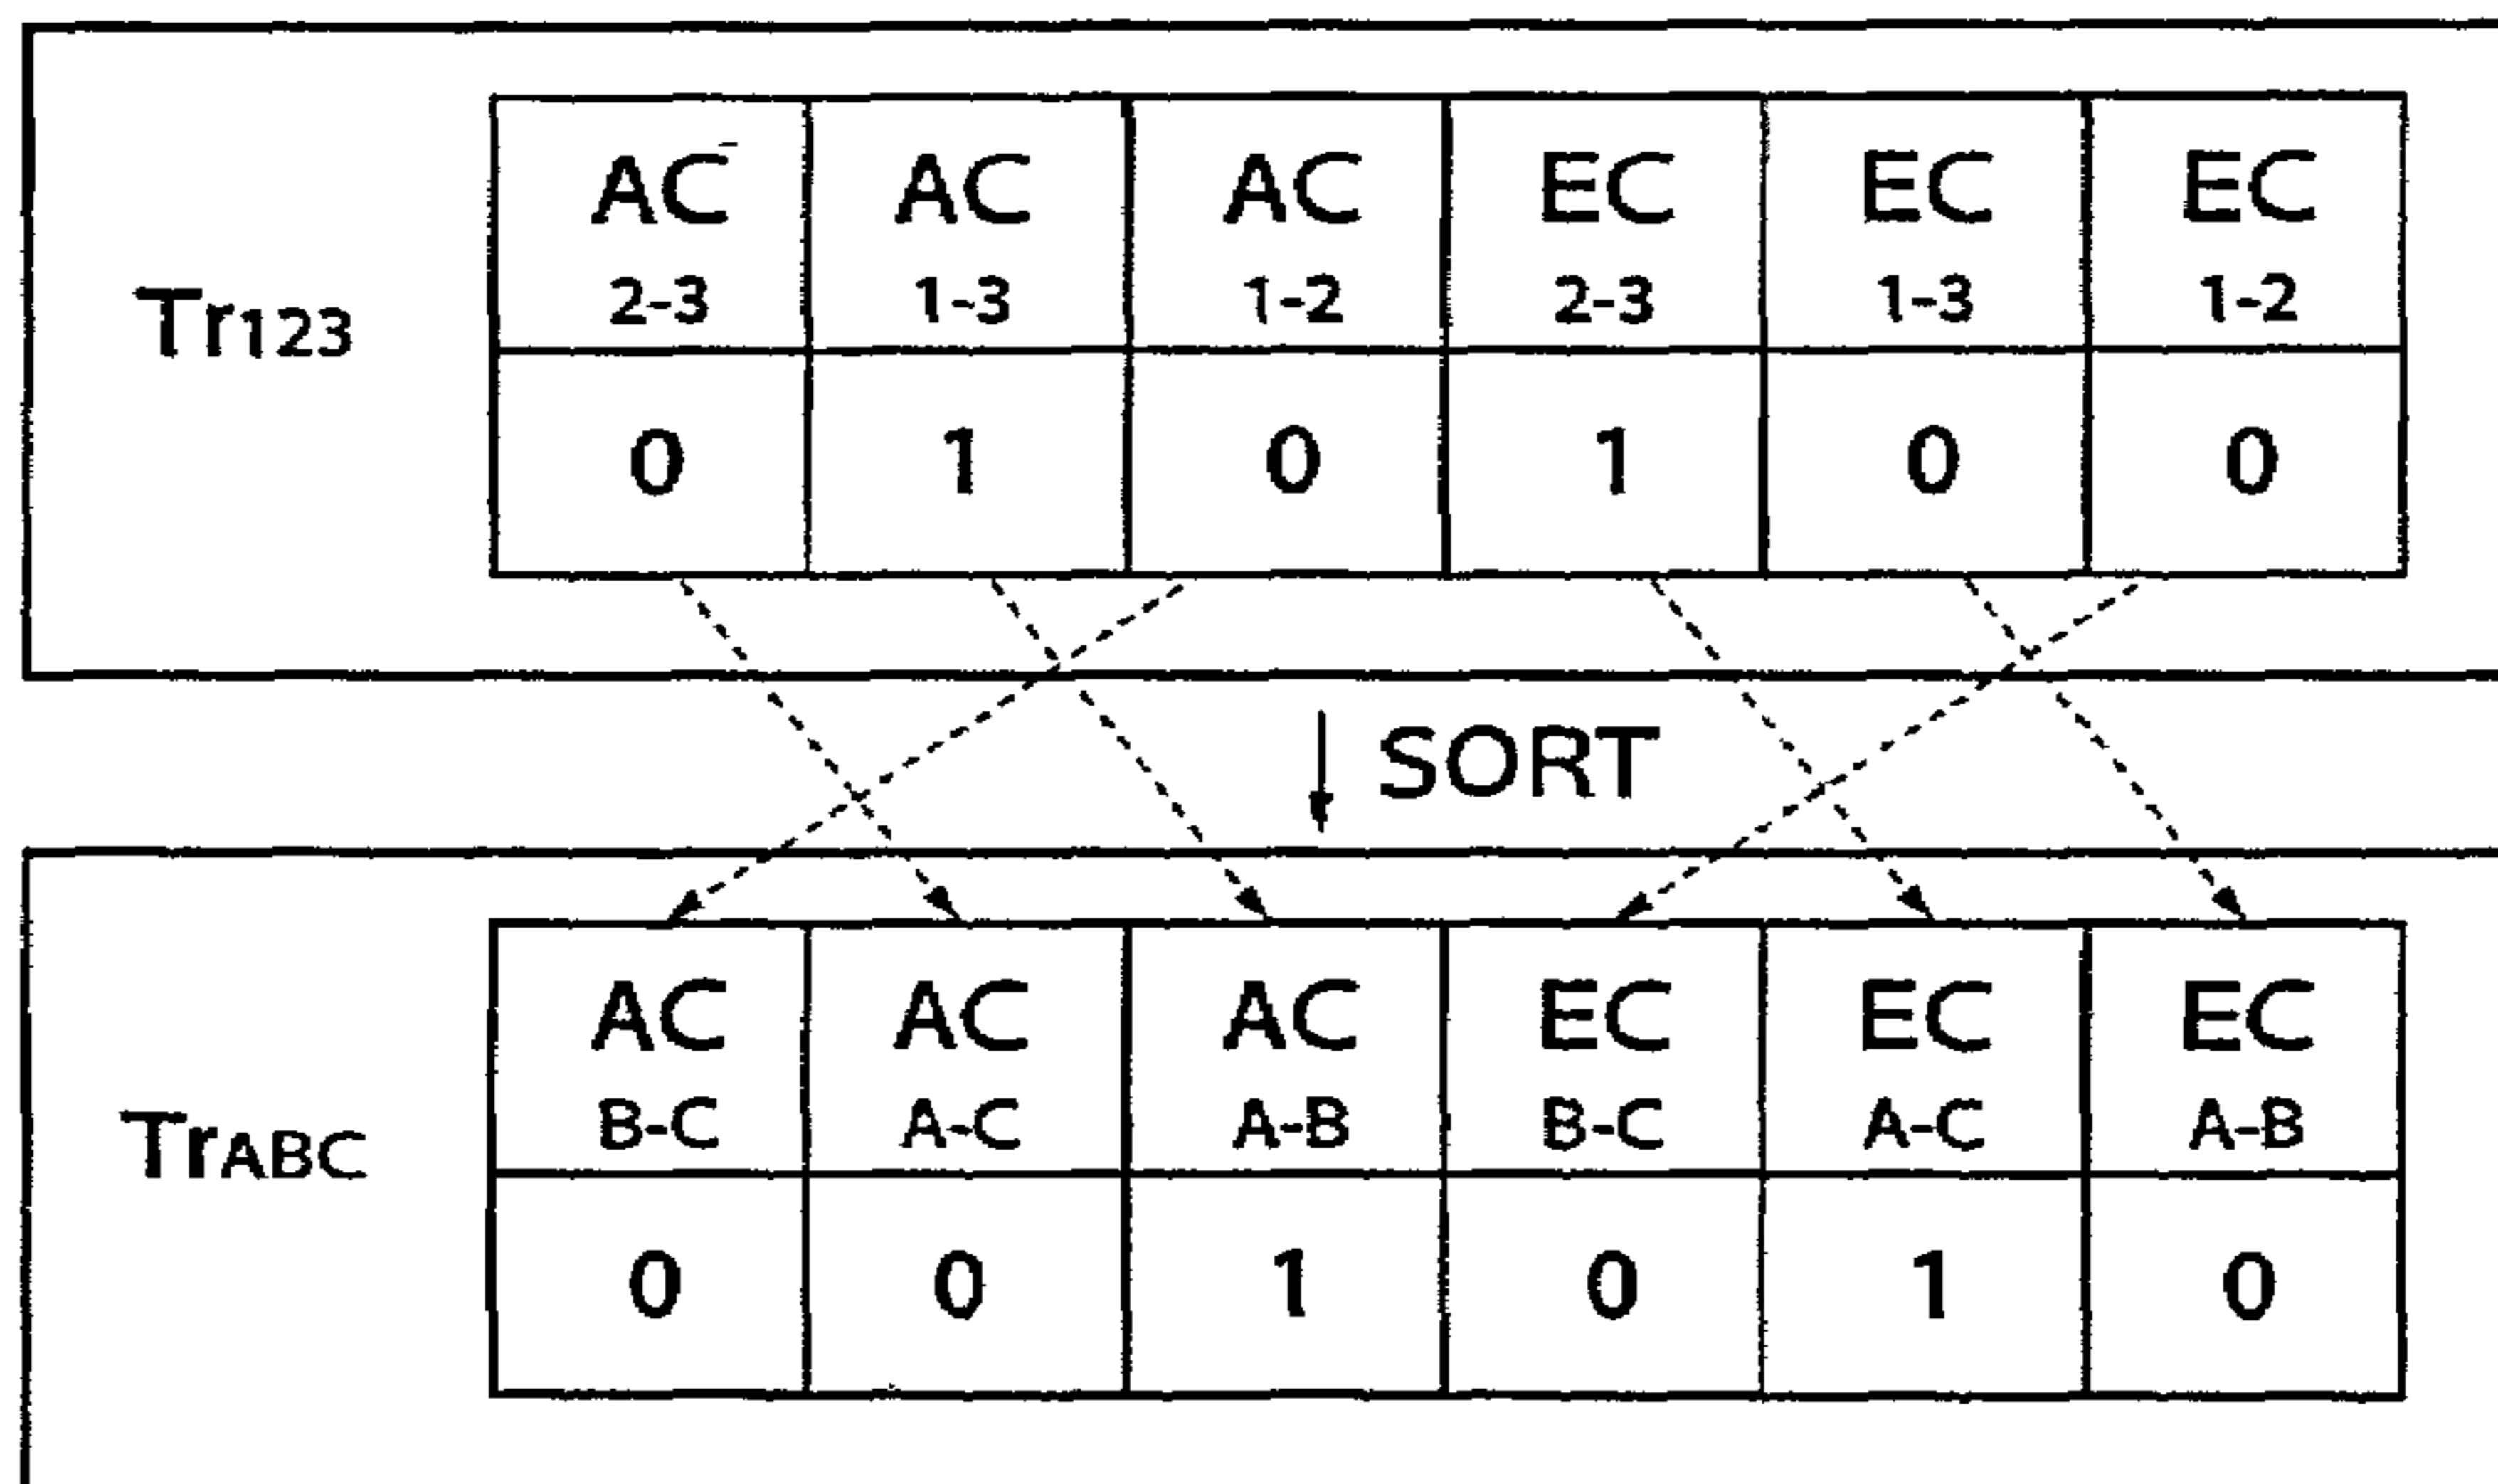 AC AC AC EC EC EC
2-3 1-3 1-2 2-3 1-3 1-2
Tr123
0 1 0 1 0 0
SORT
AC AC AC EC EC EC
B-C A-C A-B B-C A-C A-B
TrABC
0 0 1 0 1 0